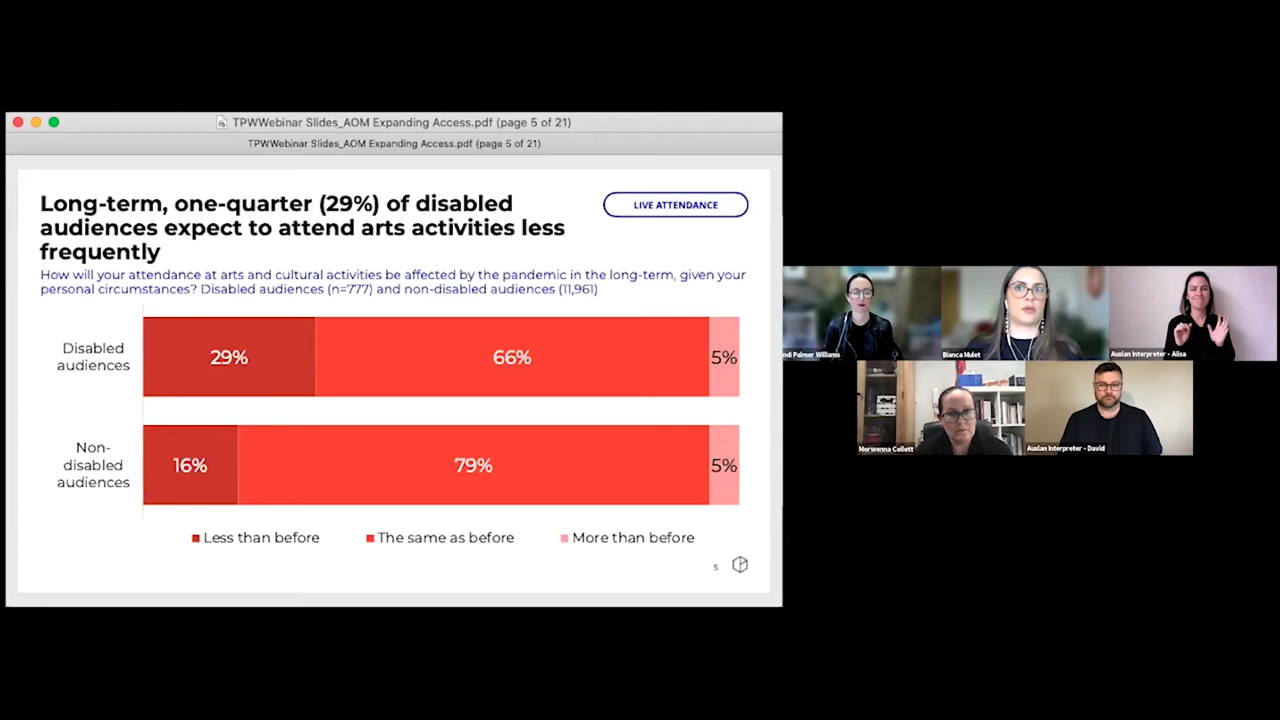 TPWWebinar Slides_AOM Expanding Access.pdf (page 5 of 21)
TPWWebinar Slides_AOM Expanding Access.pdf (page 5 of 21)
Long-term, one-quarter (29%) of disabled
audiences expect to attend arts activities less
frequently
LIVE ATTENDANCE
How will your attendance at arts and cultural activities be affected by the pandemic in the long-term, given your
personal circumstances? Disabled audiences (n=777) and non-disabled audiences (11,961)
Disabled
audiences
29%
66%
5%
Non-
disabled
audiences
16%
79%
5%
Less than before
The same as before
More than before
5
ndi Palmer Williams
Bianca Mulet
Auslan Interpreter - Alisa
Morwenna Collett
Auslan Interpreter - David